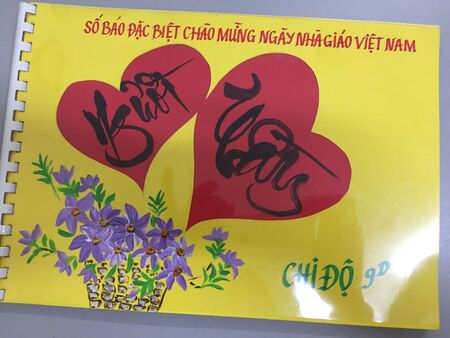 SỐ BÁO ĐẶC BIỆT CHÀO MỪNG NGÀY NHÀ GIÁO VIỆT NAM
CHI ĐỘ 9D